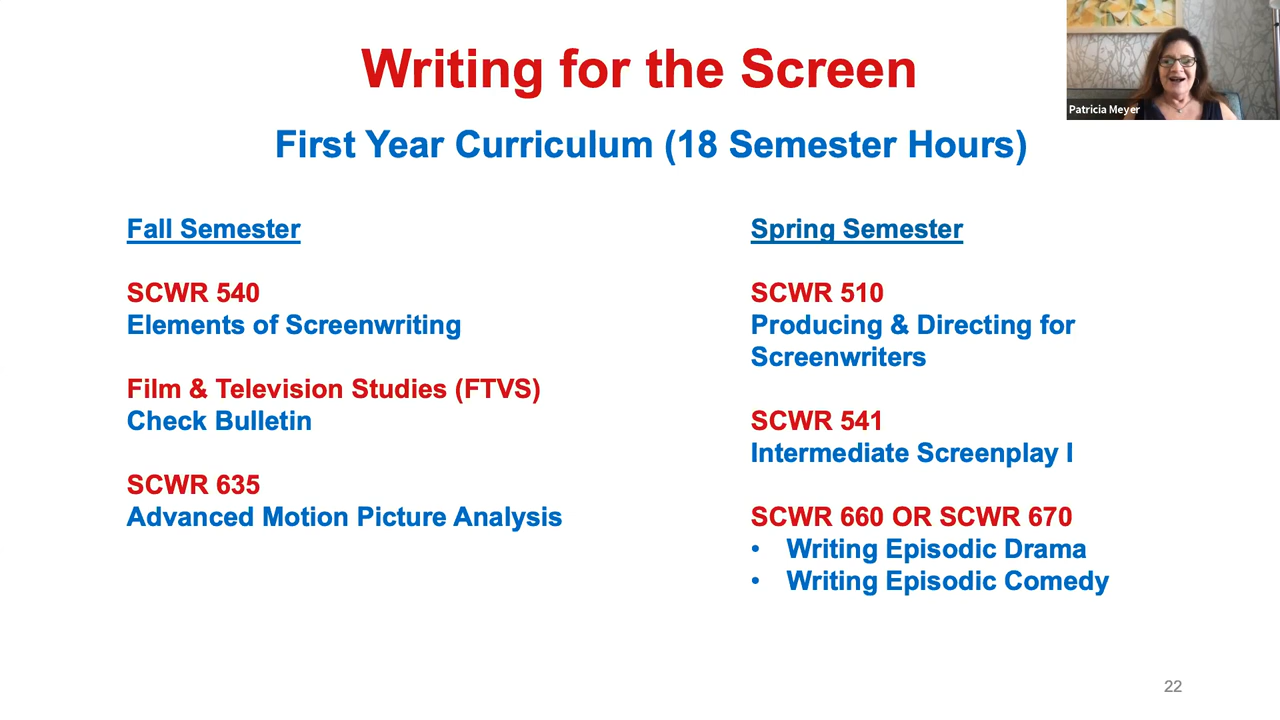 Writing for the Screen
Patricia Meyer
First Year Curriculum (18 Semester Hours)
Fall Semester
SCWR 540
Elements of Screenwriting
Film & Television Studies (FTVS)
Check Bulletin
SCWR 635
Advanced Motion Picture Analysis
Spring Semester
SCWR 510
Producing & Directing for
Screenwriters
SCWR 541
Intermediate Screenplay I
SCWR 660 OR SCWR 670
• Writing Episodic Drama
• Writing Episodic Comedy
22